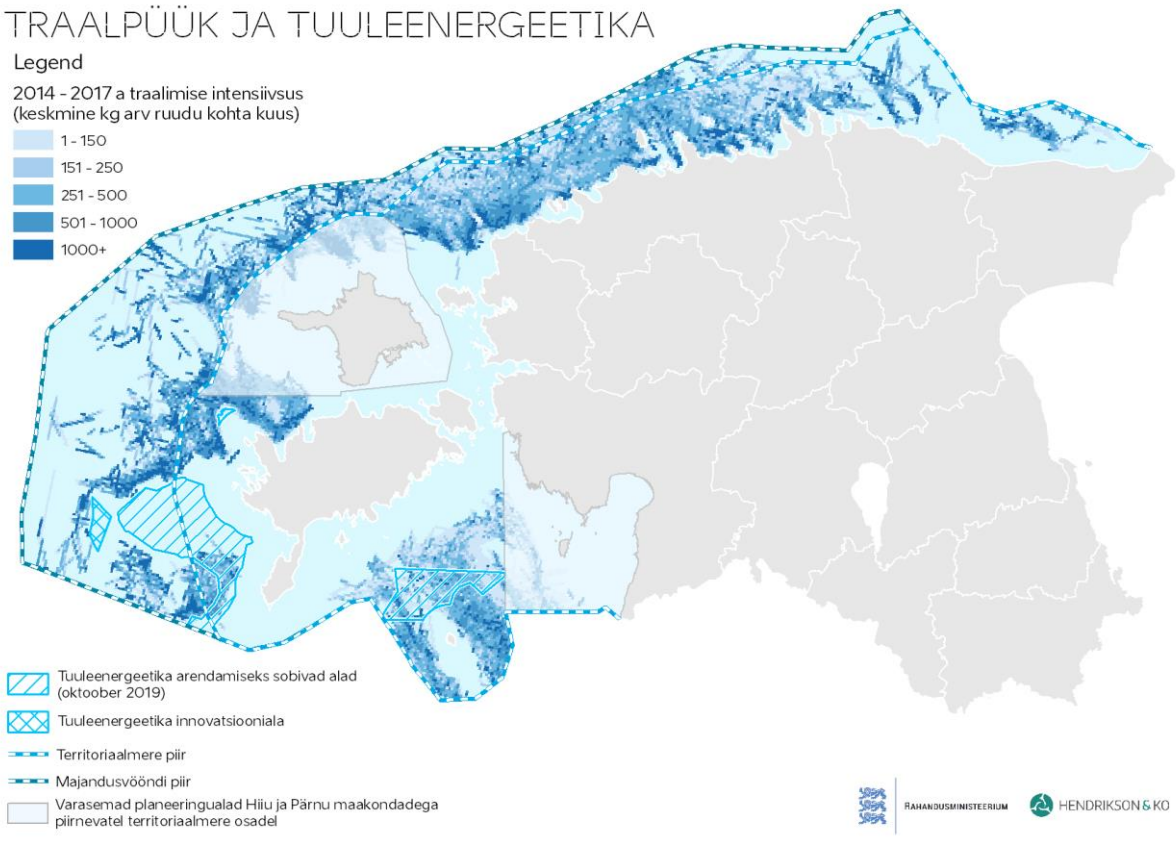 TRAALPÜÜK JA TUULEENERGEETIKA
Legend
2014 - 2017 a traalimise intensiivsus
(keskmine kg arv ruudu kohta kuus)
1 - 150
151 - 250
251 - 500
501 - 1000
1000+
Tuuleenergeetika arendamiseks sobivad alad
(oktoober 2019)
Tuuleenergeetika innovatsiooniala
Territoriaalmere piir
Majandusvööndi piir
Varasemad planeeringualad Hiiu ja Pärnu maakondadega
piirnevatel territoriaalmere osadel
RAHANDUSMINISTEERIUM
HENDRIKSON & KO